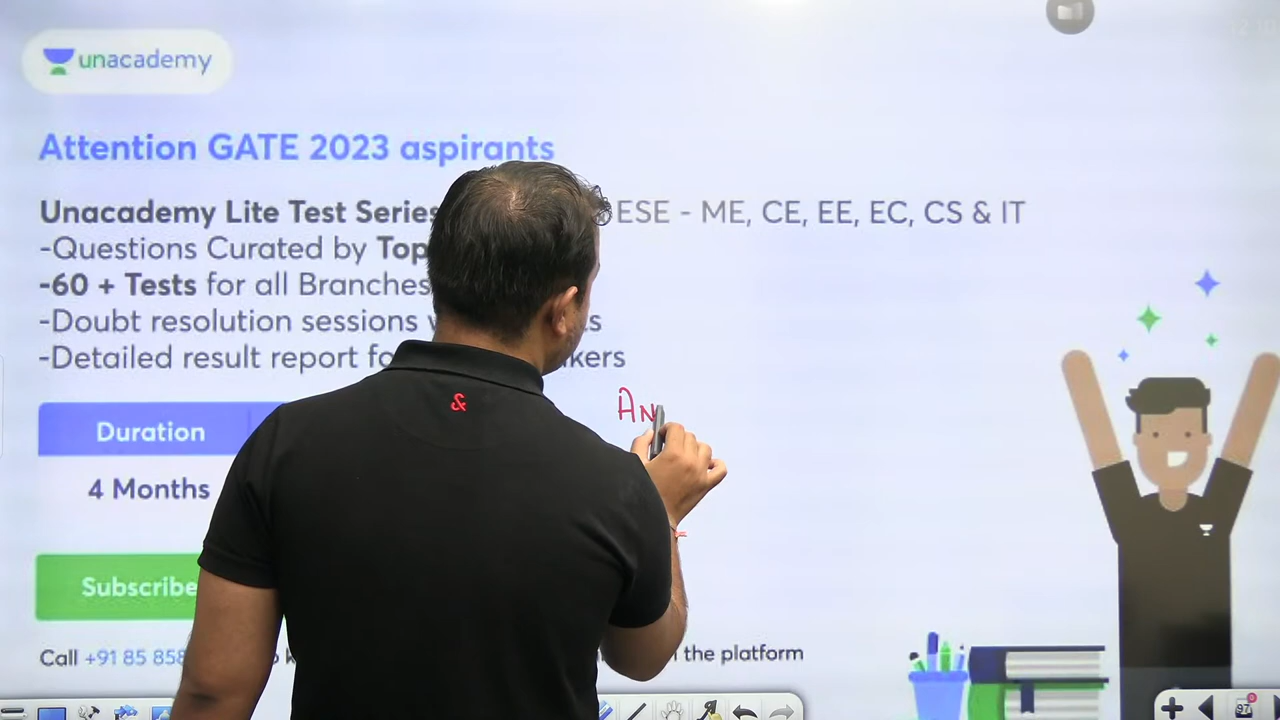 unacademy
Attention GATE 2023 aspirants
Unacademy Lite Test Series ESE - ME, CE, EE, EC, CS & IT
-Questions Curated by Top
-60 + Tests for all Branches
-Doubt resolution sessions
-Detailed result report
AN
Duration
4 Months
Subscribe
Call +91 85 858 the platform
97